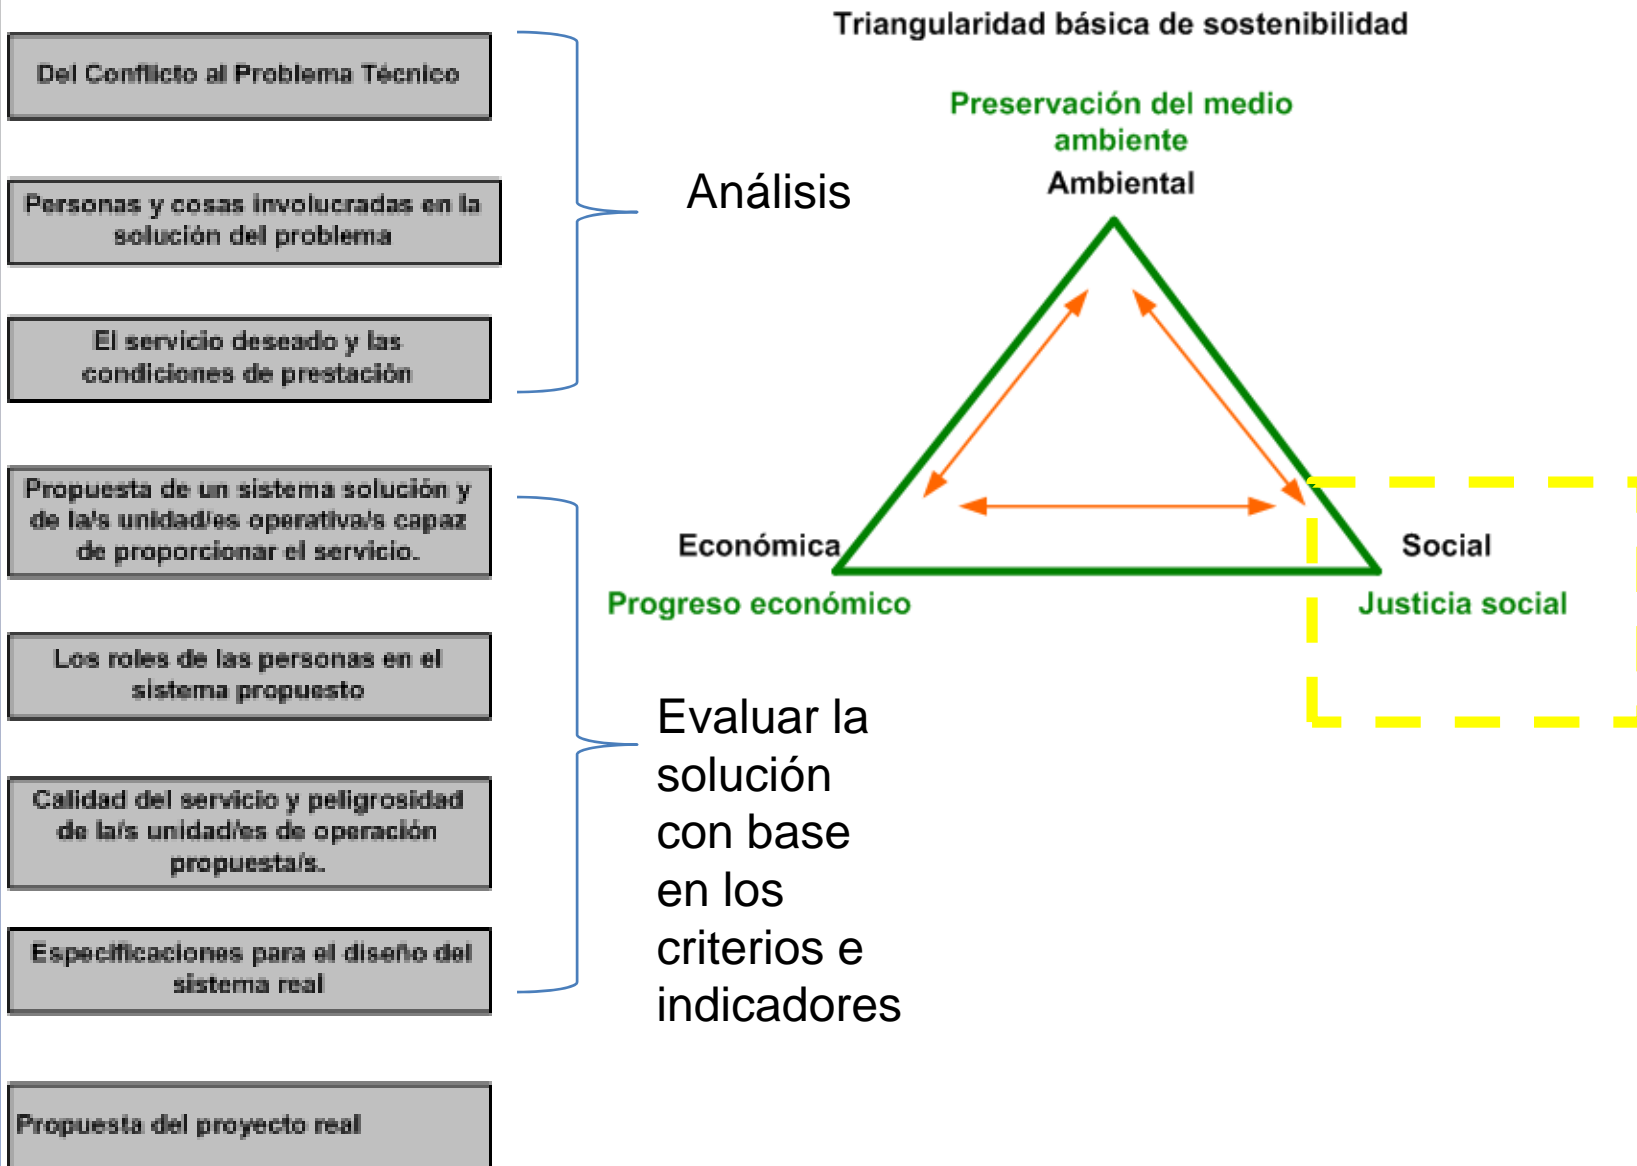 Del Conflicto al Problema Técnico
Personas y cosas involucradas en la
solución del problema
El servicio deseado y las
condiciones de prestación
Propuesta de un sistema solución y
de la/s unidad/es operativa/s capaz
de proporcionar el servicio.
Los roles de las personas en el
sistema propuesto
Calidad del servicio y peligrosidad
de la/s unidad/es de operación
propuesta/s.
Especificaciones para el diseño del
sistema real
Propuesta del proyecto real
Análisis
Evaluar la
solución
con base
en los
criterios e
indicadores
Triangularidad básica de sostenibilidad
Preservación del medio
ambiente
Ambiental
Económica
Progreso económico
Social
Justicia social